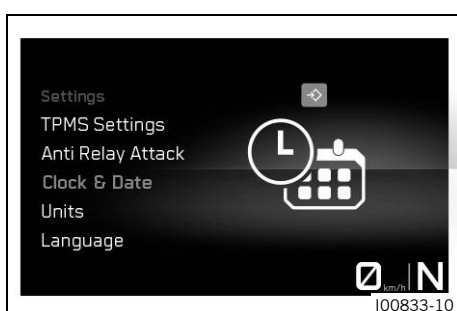 Settings
TPMS Settings
Anti Relay Attack
Clock & Date
Units
Language
0 km/h N
I00833-10